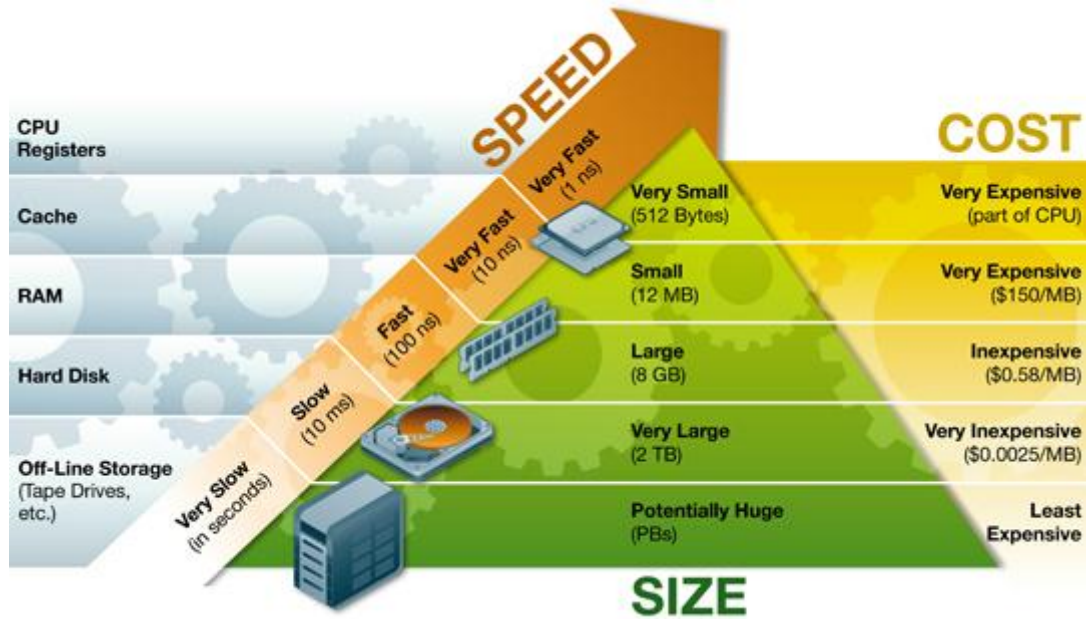 SPEED
COST
CPU
Registers
Very Fast
(1 ns)
Very Small
(512 Bytes)
Very Expensive
(part of CPU)
Cache
Very Fast
(10 ns)
Small
(12 MB)
Very Expensive
($150/MB)
RAM
Fast
(100 ns)
Large
(8 GB)
Inexpensive
($0.58/MB)
Hard Disk
Slow
(10 ms)
Very Large
(2 TB)
Very Inexpensive
($0.0025/MB)
Off-Line Storage
(Tape Drives,
etc.)
Very Slow
(in seconds)
Potentially Huge
(PBs)
Least
Expensive
SIZE